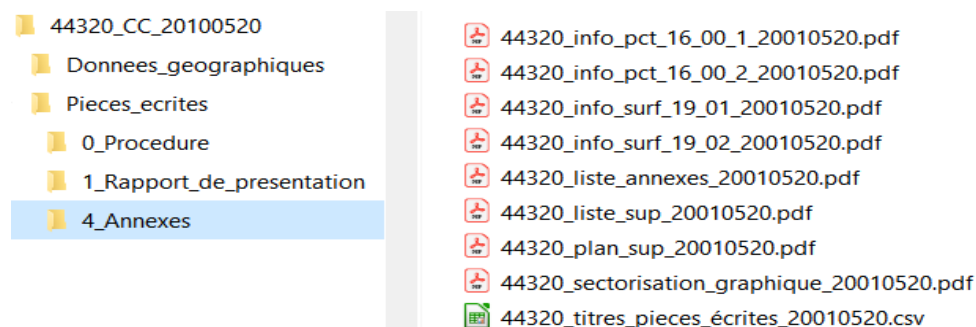 44320_CC_20100520
Donnees_geographiques
Pieces_ecrites
0_Procedure
1_Rapport_de_presentation
4_Annexes
44320_info_pct_16_00_1_20010520.pdf
44320_info_pct_16_00_2_20010520.pdf
44320_info_surf_19_01_20010520.pdf
44320_info_surf_19_02_20010520.pdf
44320_liste_annexes_20010520.pdf
44320_liste_sup_20010520.pdf
44320_plan_sup_20010520.pdf
44320_sectorisation_graphique_20010520.pdf
44320_titres_pieces_écrites_20010520.csv